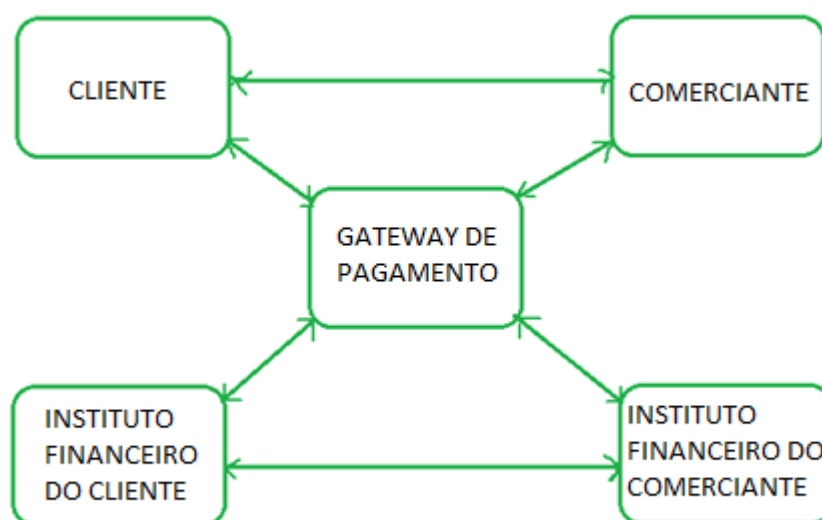 CLIENTE
COMERCIANTE
GATEWAY DE
PAGAMENTO
INSTITUTO
FINANCEIRO
DO CLIENTE
INSTITUTO
FINANCEIRO DO
COMERCIANTE